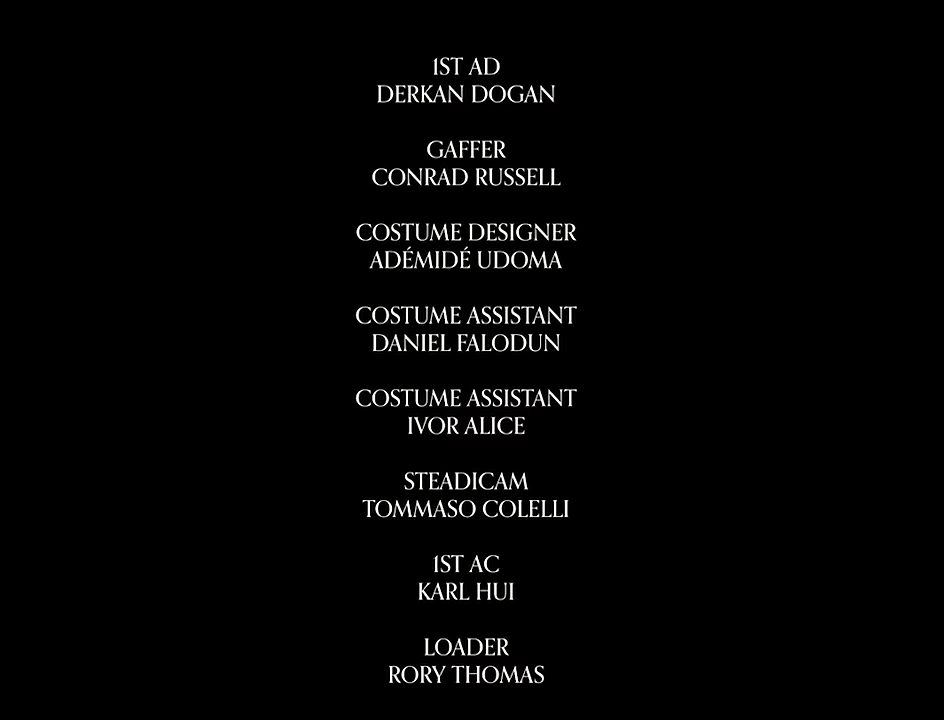 1ST AD
DERKAN DOGAN
GAFFER
CONRAD RUSSELL
COSTUME DESIGNER
ADÉMIDÉ UDOMA
COSTUME ASSISTANT
DANIEL FALODUN
COSTUME ASSISTANT
IVOR ALICE
STEADICAM
TOMMASO COLELLI
1ST AC
KARL HUI
LOADER
RORY THOMAS